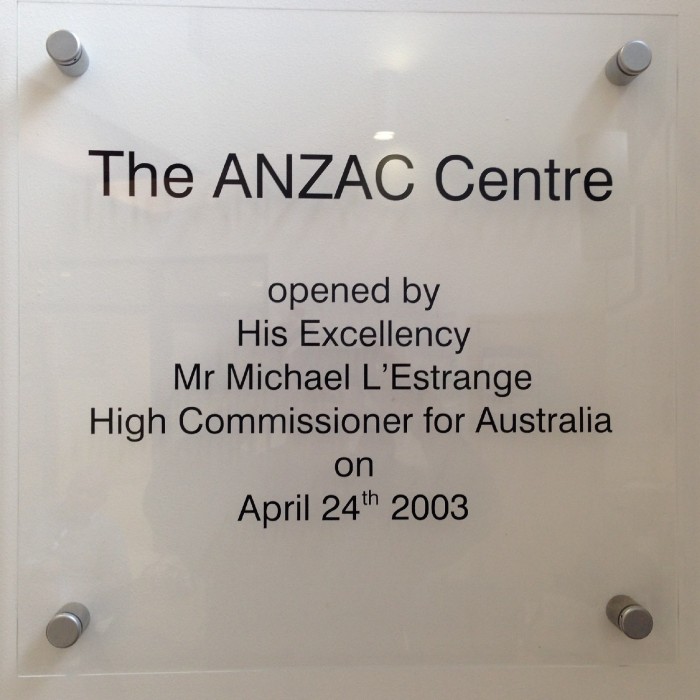 The ANZAC Centre
opened by
His Excellency
Mr Michael L’Estrange
High Commissioner for Australia
on
April 24th 2003